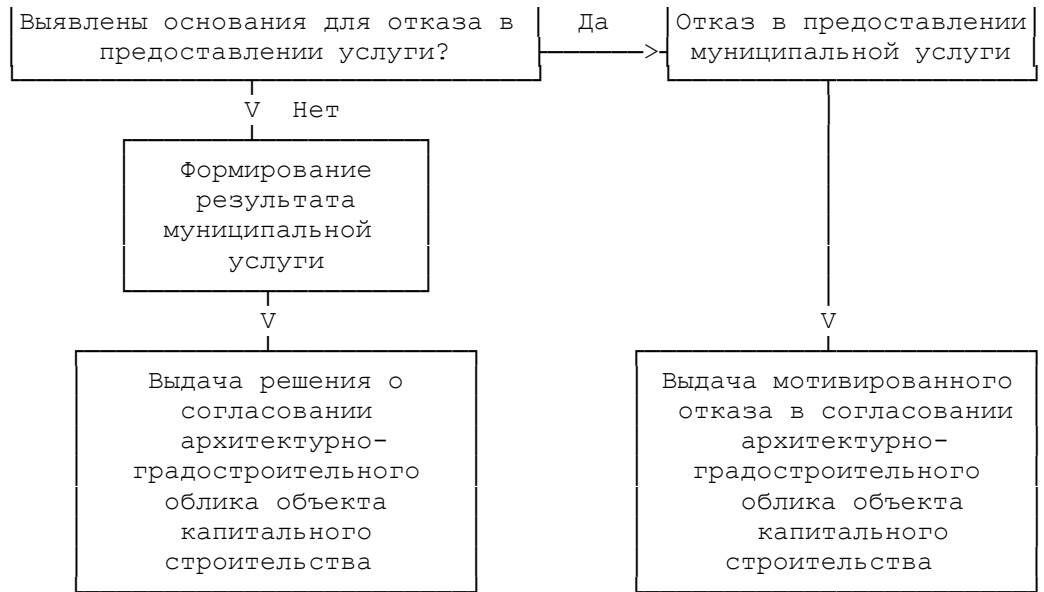 Выявлены основания для отказа в
предоставлении услуги?
Да
Отказ в предоставлении
муниципальной услуги
V Нет
Формирование
результата
муниципальной
услуги
V
V
Выдача решения о
согласовании
архитектурно-
градостроительного
облика объекта
капитального
строительства
Выдача мотивированного
отказа в согласовании
архитектурно-
градостроительного
облика объекта
капитального
строительства